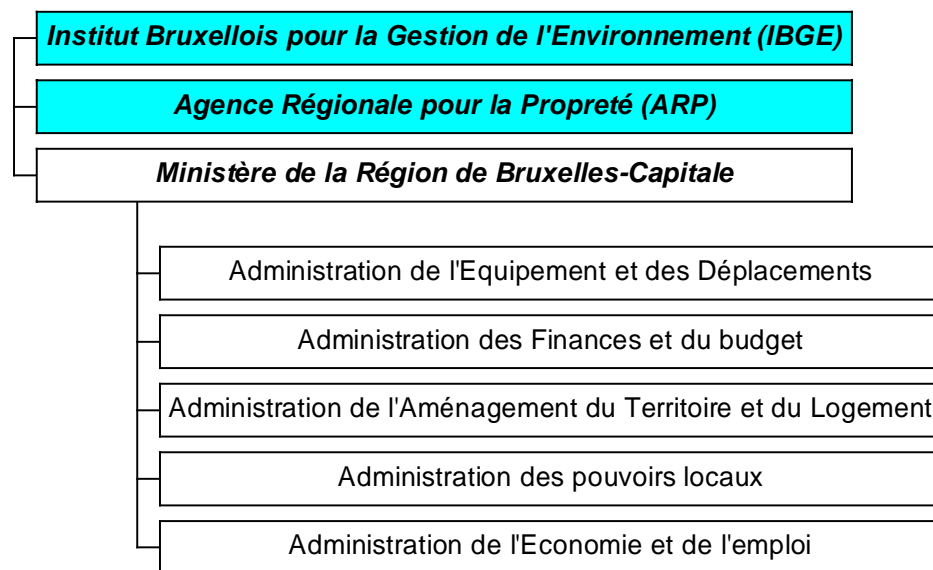 Institut Bruxellois pour la Gestion de l'Environnement (IBGE)
Agence Régionale pour la Propreté (ARP)
Ministère de la Région de Bruxelles-Capitale
Administration de l'Equipement et des Déplacements
Administration des Finances et du budget
Administration de l'Aménagement du Territoire et du Logement
Administration des pouvoirs locaux
Administration de l'Economie et de l'emploi